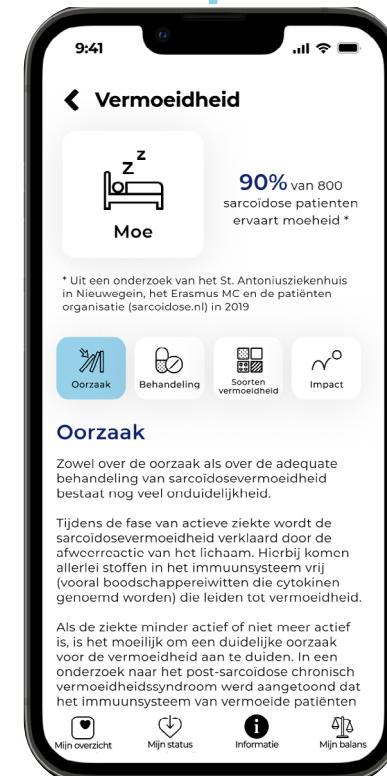 9:41
Vermoeidheid
z z
Moe
90% van 800
sarcoïdose patienten
ervaart moeheid *
* Uit een onderzoek van het St. Antoniusziekenhuis
in Nieuwegein, het Erasmus MC en de patiënten
organisatie (sarcoidose.nl) in 2019
Oorzaak
Behandeling
Soorten
vermoeidheid
Impact
Oorzaak
Zowel over de oorzaak als over de adequate
behandeling van sarcoïdosevermoeidheid
bestaat nog veel onduidelijkheid.
Tijdens de fase van actieve ziekte wordt de
sarcoïdosevermoeidheid verklaard door de
afweerreactie van het lichaam. Hierbij komen
allerlei stoffen in het immuunsysteem vrij
(vooral boodschappereiwitten die cytokinen
genoemd worden) die leiden tot vermoeidheid.
Als de ziekte minder actief of niet meer actief
is, is het moeilijk om een duidelijke oorzaak
voor de vermoeidheid aan te duiden. In een
onderzoek naar het post-sarcoïdose chronisch
vermoeidheidssyndroom werd aangetoond dat
het immuunsysteem van vermoeide patiënten
Mijn overzicht
Mijn status
Informatie
Mijn balans